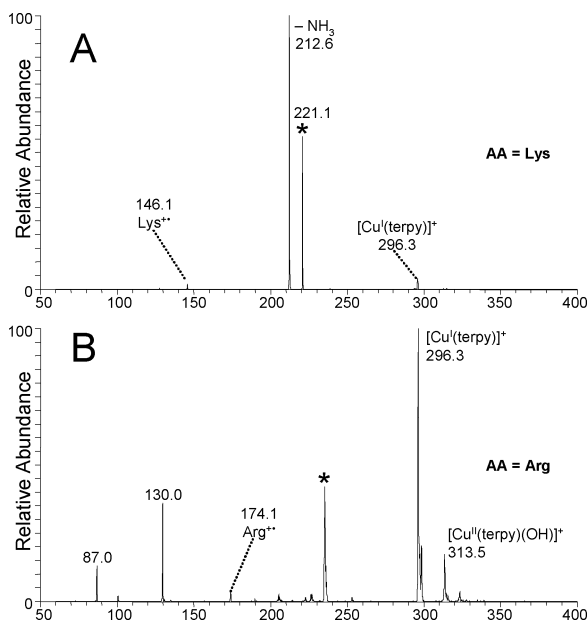 A
Relative Abundance
100
0
– NH₃
212.6
221.1
*
AA = Lys
146.1
Lys⁺•
[Cuᴵ(terpy)]⁺
296.3
50 100 150 200 250 300 350 400
B
Relative Abundance
100
0
[Cuᴵ(terpy)]⁺
296.3
*
AA = Arg
174.1
Arg⁺•
130.0
87.0
[Cuᴵᴵ(terpy)(OH)]⁺
313.5
50 100 150 200 250 300 350 400